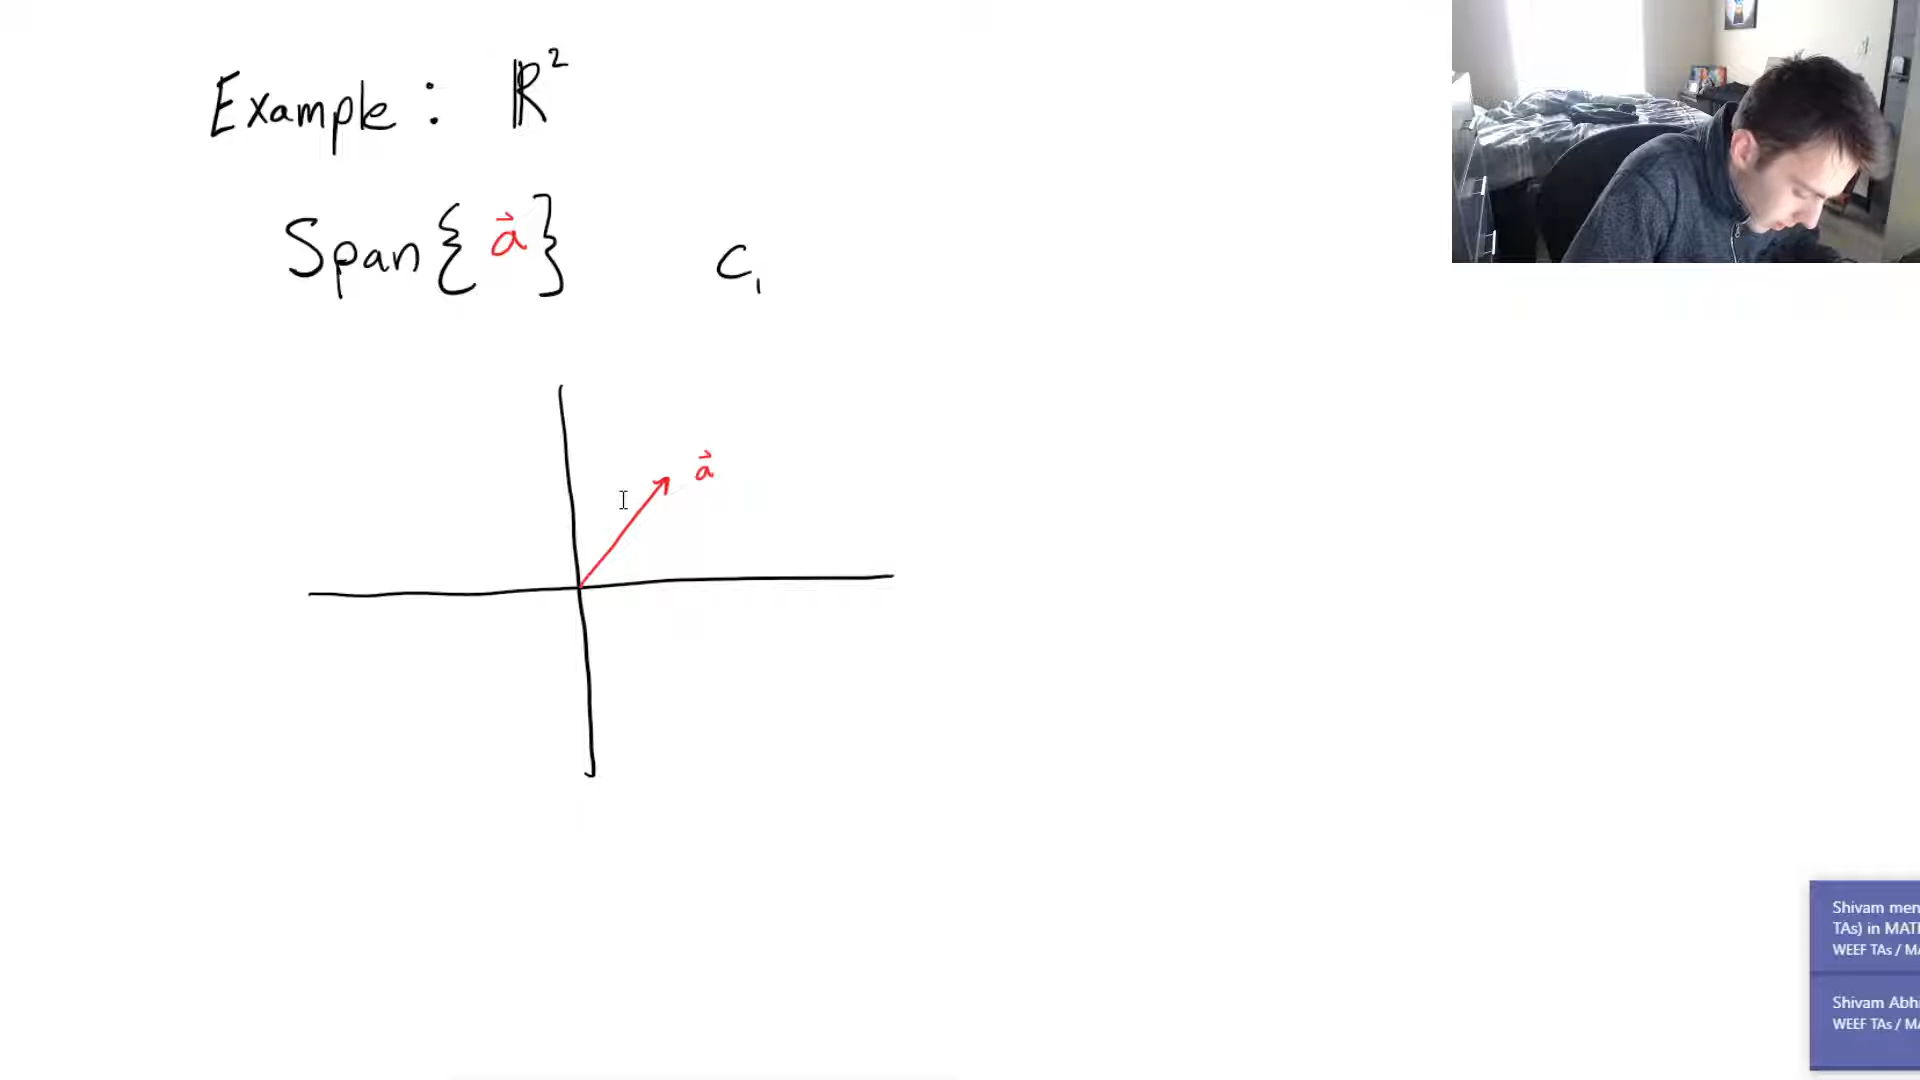 Example: ℝ²
Span{a⃗} C₁
a⃗
Shivam men
TAs) in MAT
WEEF TAs / M
Shivam Abh
WEEF TAs / M